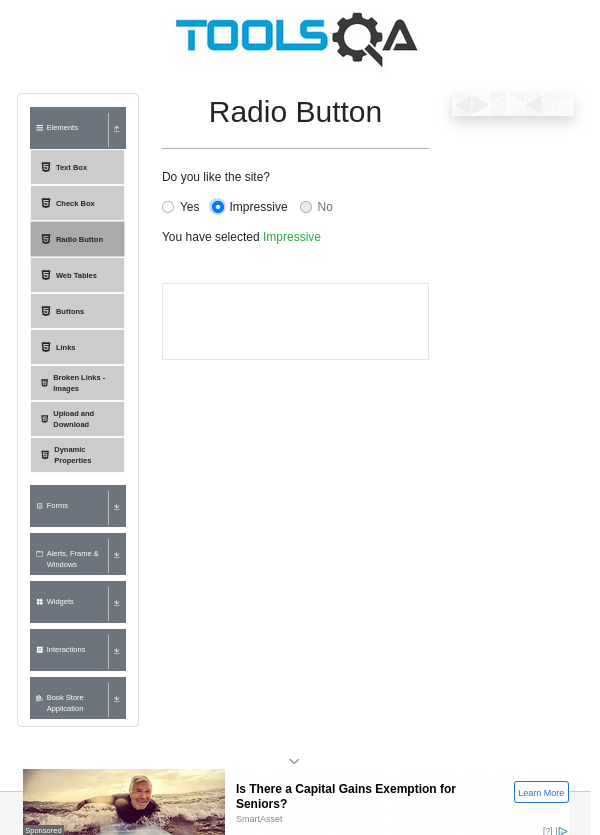 TOOLSQA
Elements
Text Box
Check Box
Radio Button
Web Tables
Buttons
Links
Broken Links -
Images
Upload and
Download
Dynamic
Properties
Forms
Alerts, Frame &
Windows
Widgets
Interactions
Book Store
Application
Radio Button
Do you like the site?
Yes Impressive No
You have selected Impressive
Sponsored
Is There a Capital Gains Exemption for
Seniors?
SmartAsset
Learn More
[?]